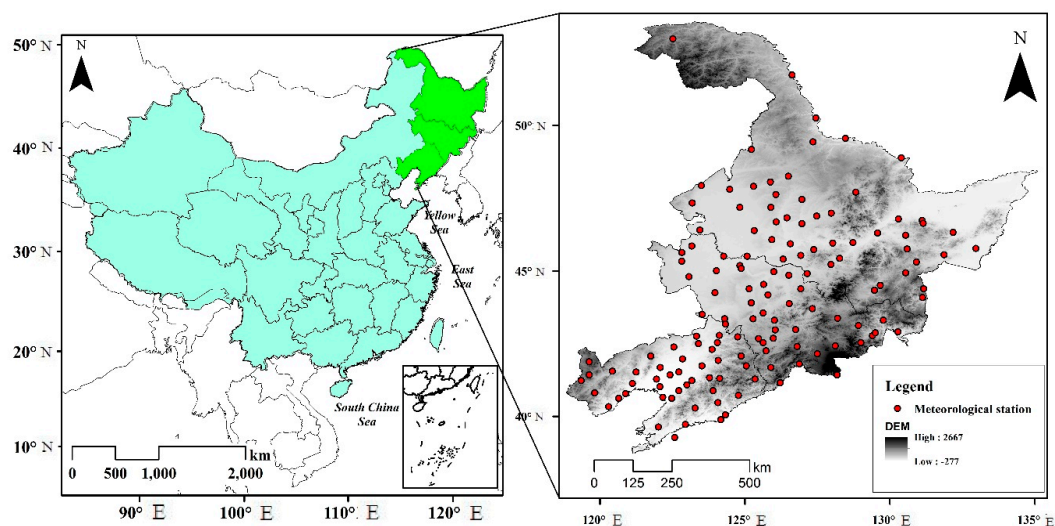 50° N
40° N
30° N
20° N
10° N
N
Yellow
Sea
East
Sea
South China
Sea
km
0 500 1,000 2,000
90° E
100° E
110° E
120° E
50° N
45° N
40° N
N
Legend
Meteorological station
DEM
High : 2667
Low : -277
km
0 125 250 500
120° E
125° E
130° E
135° E